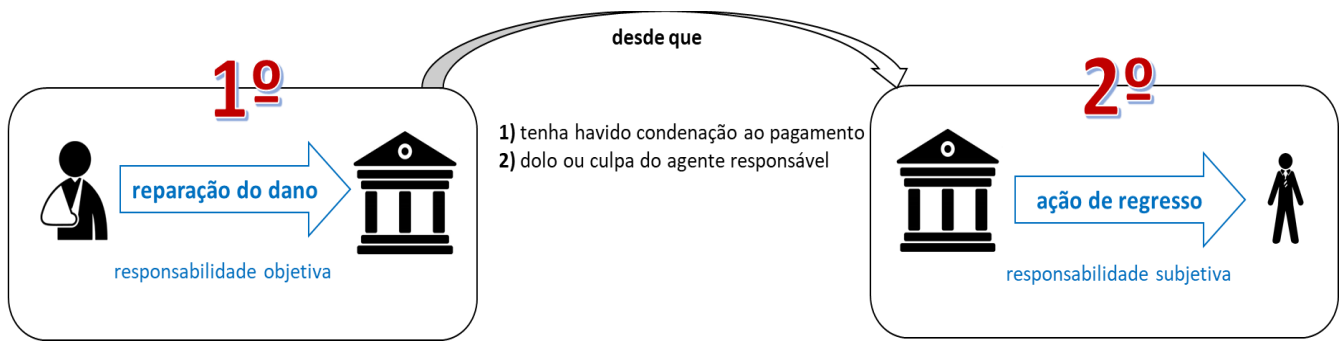 desde que
1º
reparação do dano
responsabilidade objetiva
1) tenha havido condenação ao pagamento
2) dolo ou culpa do agente responsável
2º
ação de regresso
responsabilidade subjetiva